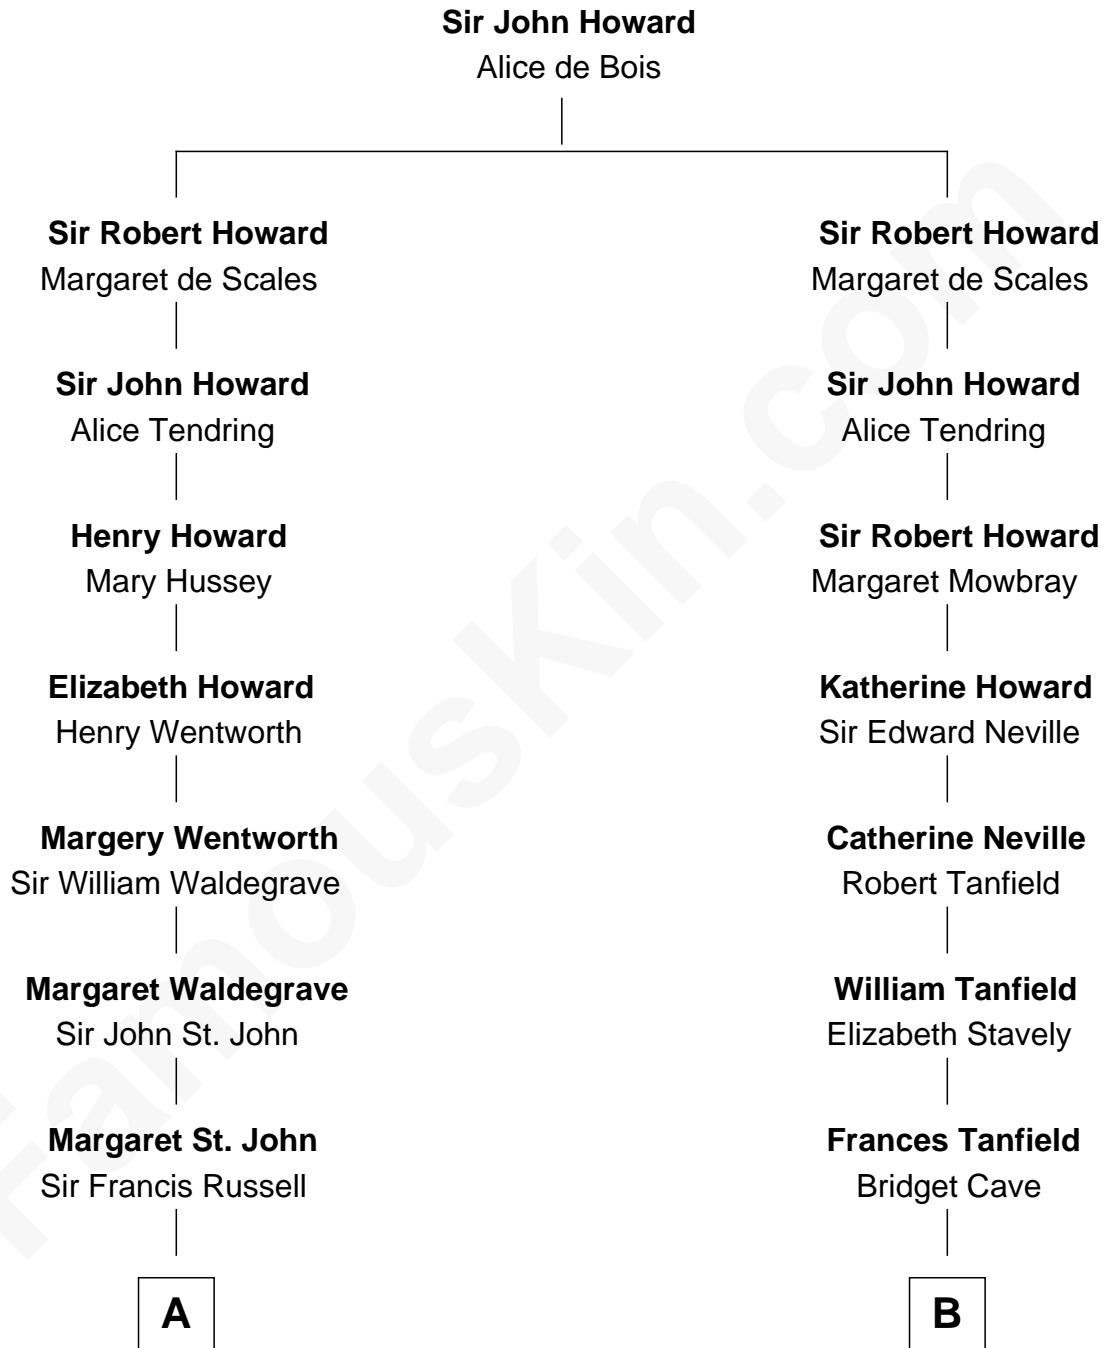 Sir John Howard
Alice de Bois
Sir Robert Howard
Margaret de Scales
Sir Robert Howard
Margaret de Scales
Sir John Howard
Alice Tendring
Sir John Howard
Alice Tendring
Henry Howard
Mary Hussey
Sir Robert Howard
Margaret Mowbray
Elizabeth Howard
Henry Wentworth
Katherine Howard
Sir Edward Neville
Margery Wentworth
Sir William Waldegrave
Catherine Neville
Robert Tanfield
Margaret Waldegrave
Sir John St. John
William Tanfield
Elizabeth Stavely
Margaret St. John
Sir Francis Russell
Frances Tanfield
Bridget Cave
A
B
FamousKin.com